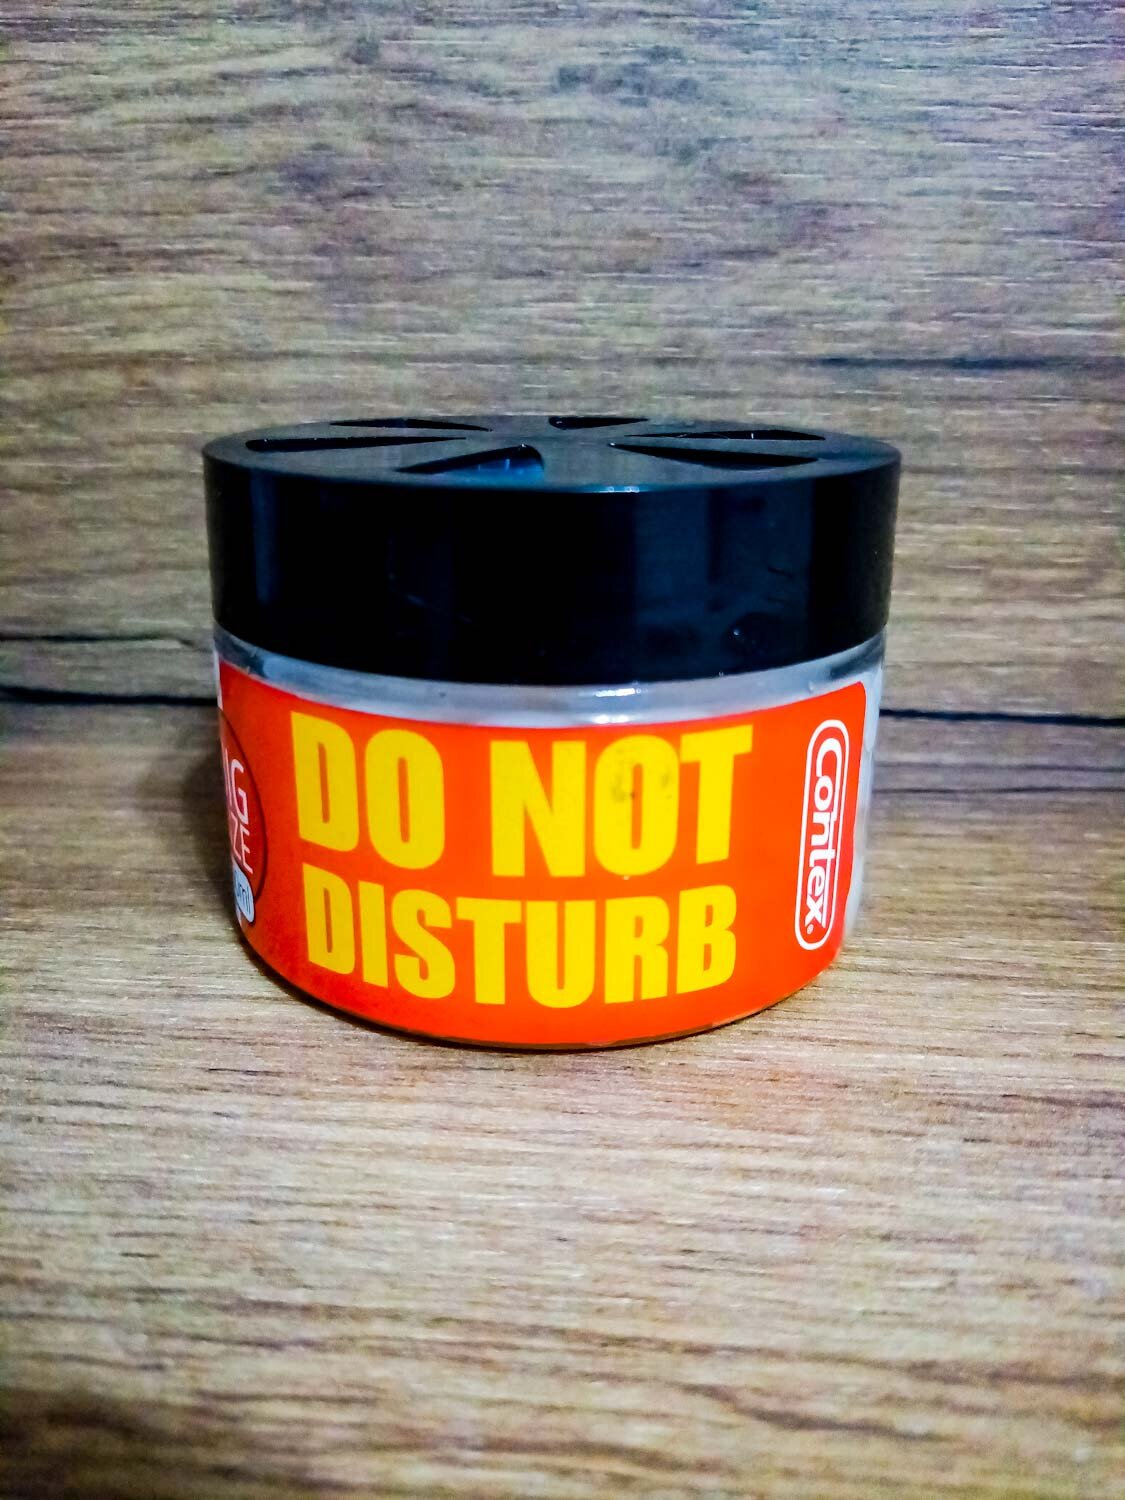 DO NOT
DISTURB
Contex.